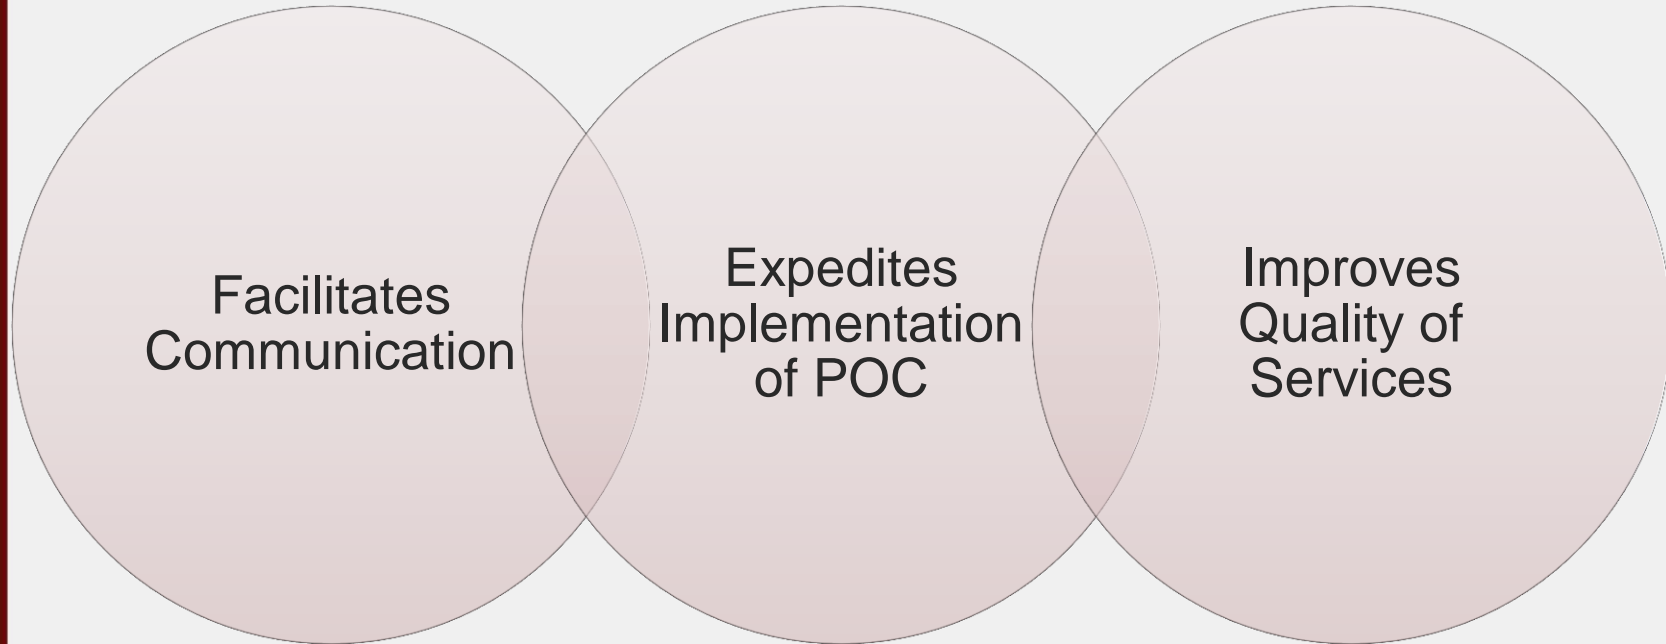 Facilitates
Communication
Expedites
Implementation
of POC
Improves
Quality of
Services